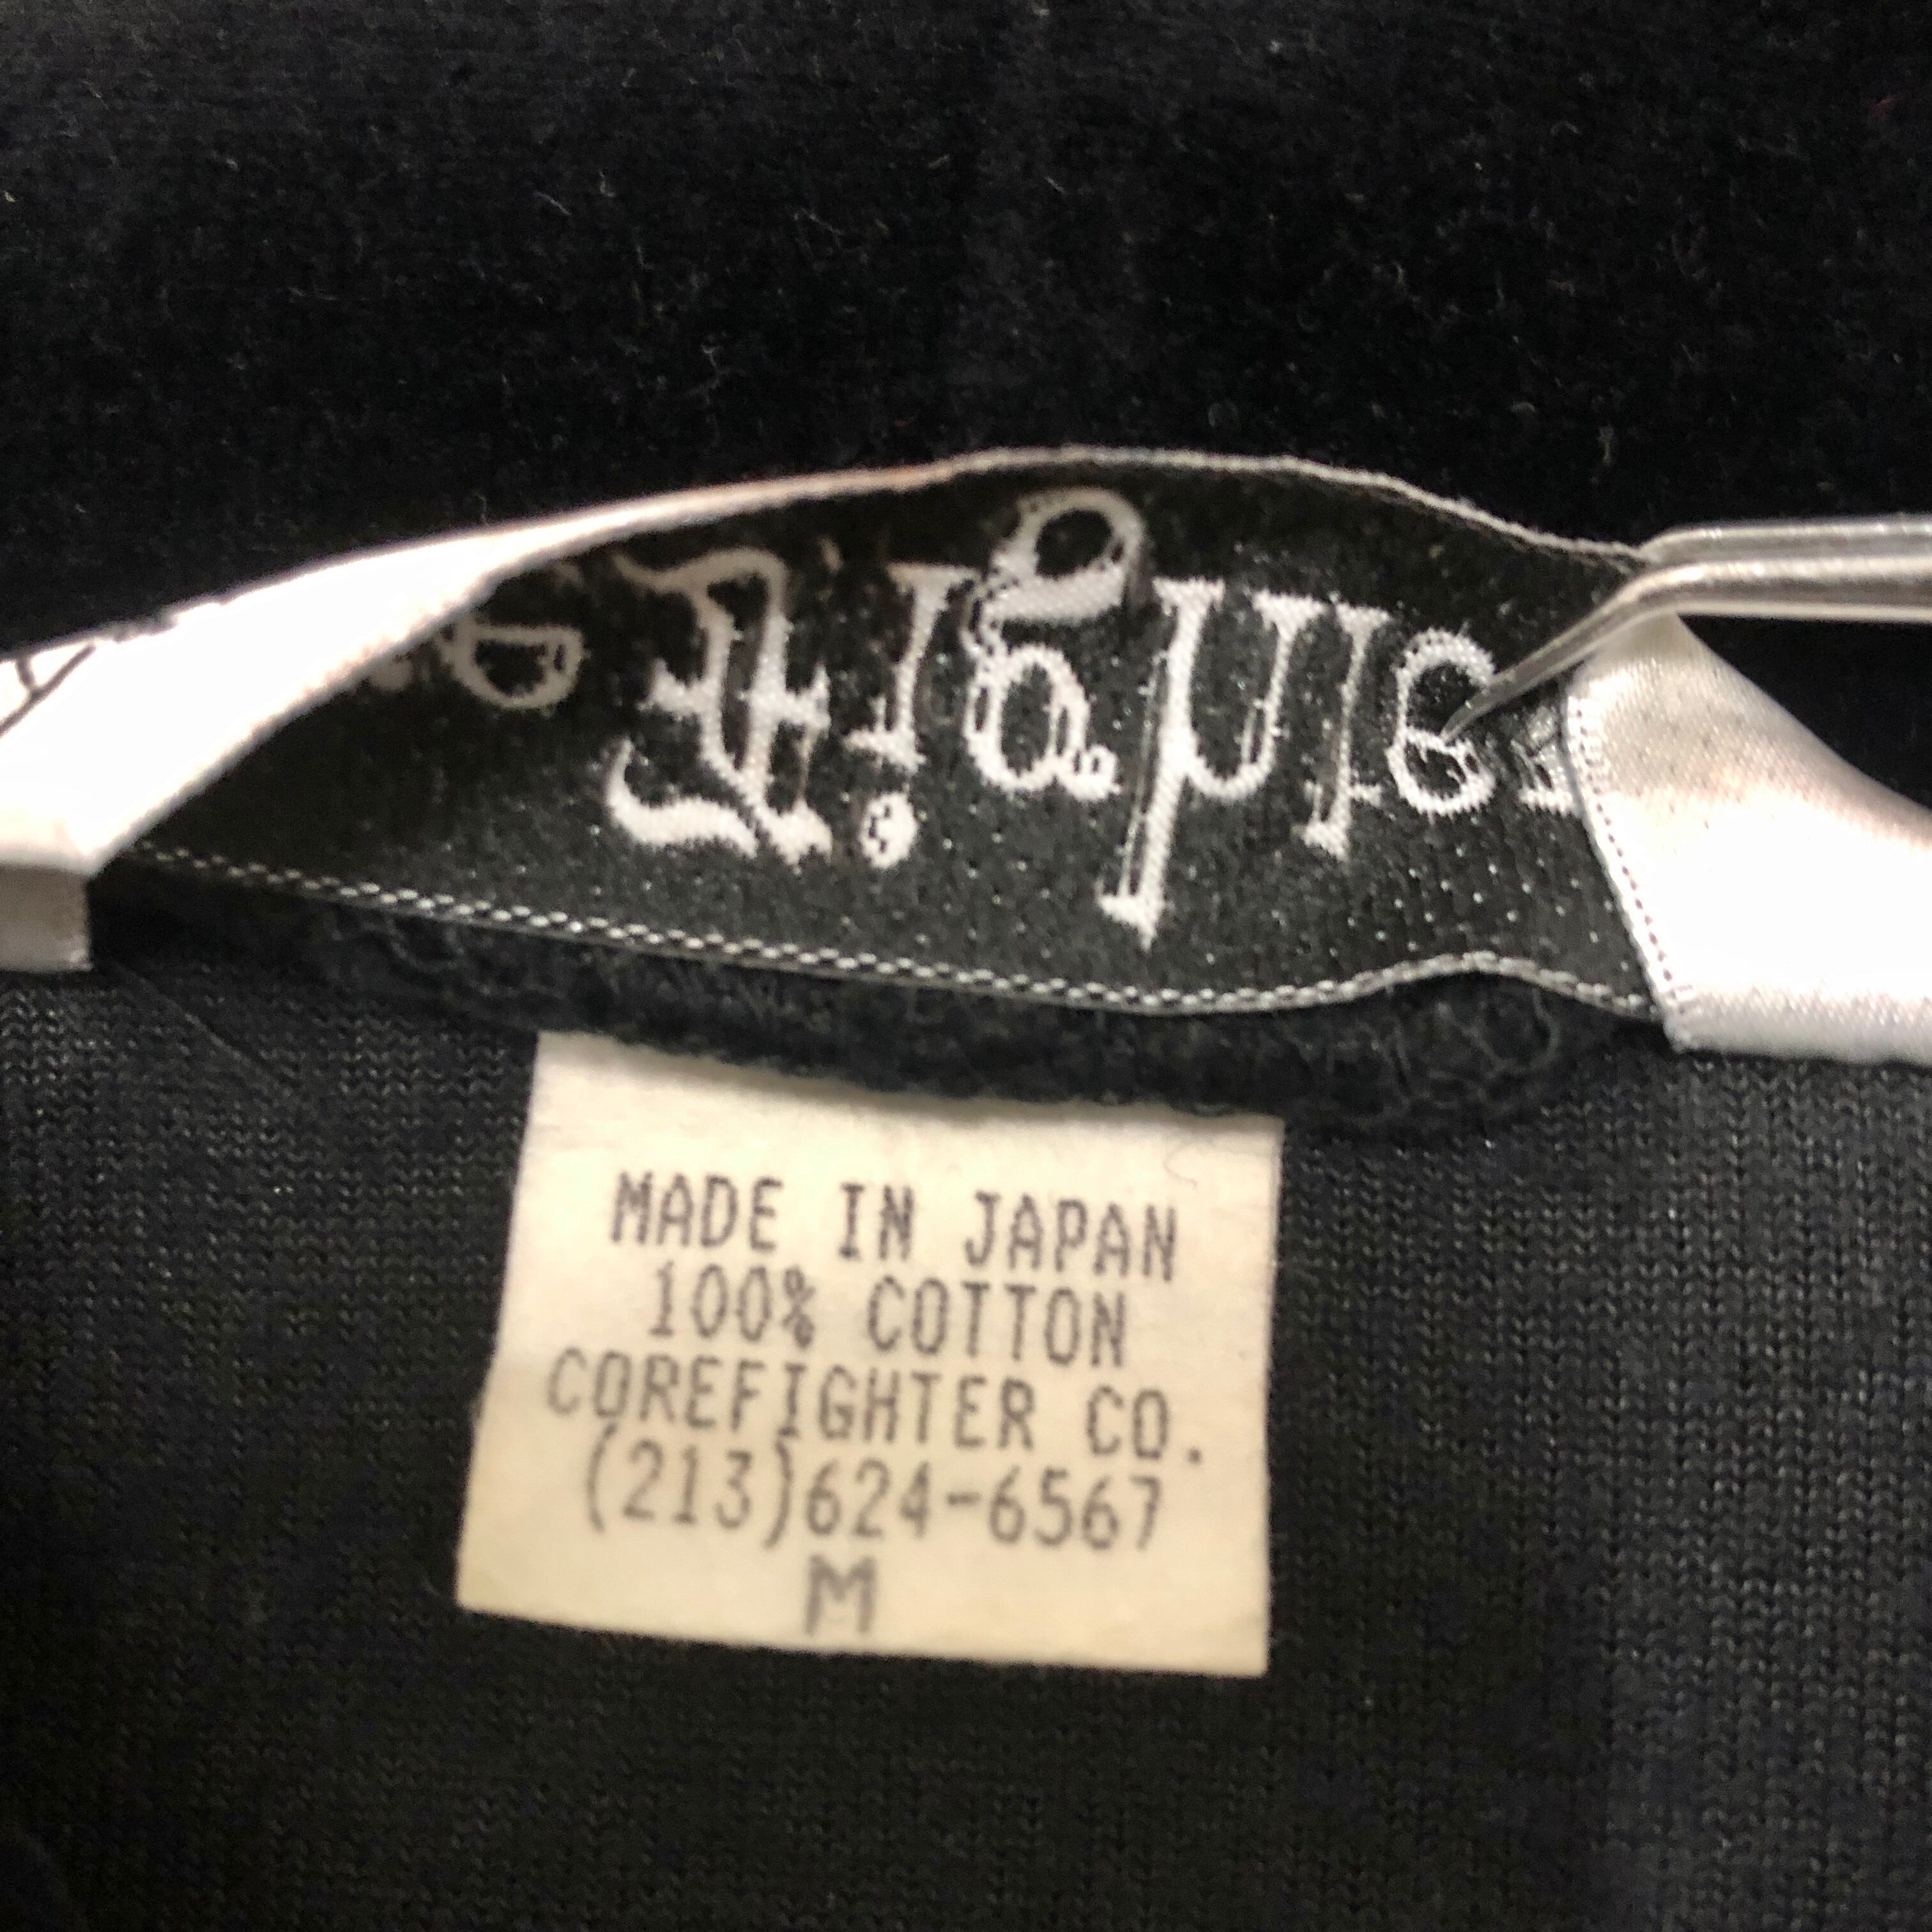 MADE IN JAPAN
100% COTTON
COREFIGHTER CO.
(213)624-6567
M